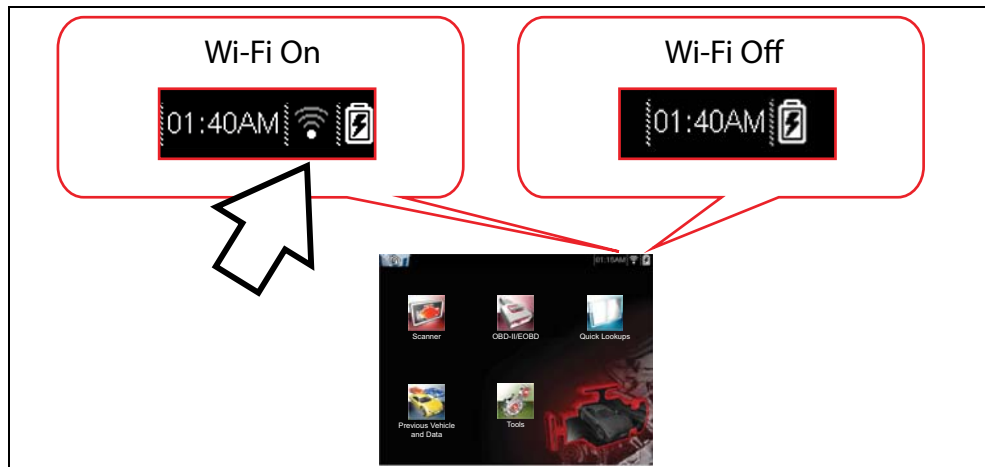 Wi-Fi On
01:40AM
Wi-Fi Off
01:40AM
01:15AM
Scanner
OBD-II/EOBD
Quick Lookups
Previous Vehicle
and Data
Tools